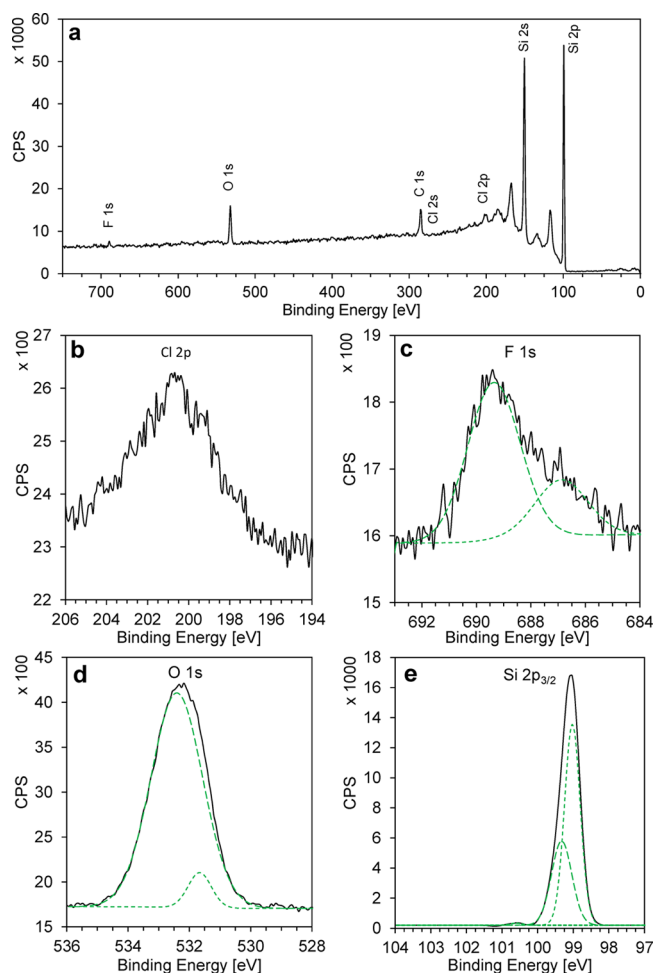 a
x 1000
CPS
60
50
40
30
20
10
0
F 1s
O 1s
C 1s
Cl 2s
Cl 2p
Si 2s
Si 2p
700 600 500 400 300 200 100 0
Binding Energy [eV]
b
Cl 2p
x 100
CPS
27
26
25
24
23
22
206 204 202 200 198 196 194
Binding Energy [eV]
c
F 1s
x 100
CPS
19
18
17
16
15
692 690 688 686 684
Binding Energy [eV]
d
O 1s
x 100
CPS
45
35
25
15
536 534 532 530 528
Binding Energy [eV]
e
Si 2p3/2
x 1000
CPS
18
16
14
12
10
8
6
4
2
0
104 103 102 101 100 99 98 97
Binding Energy [eV]